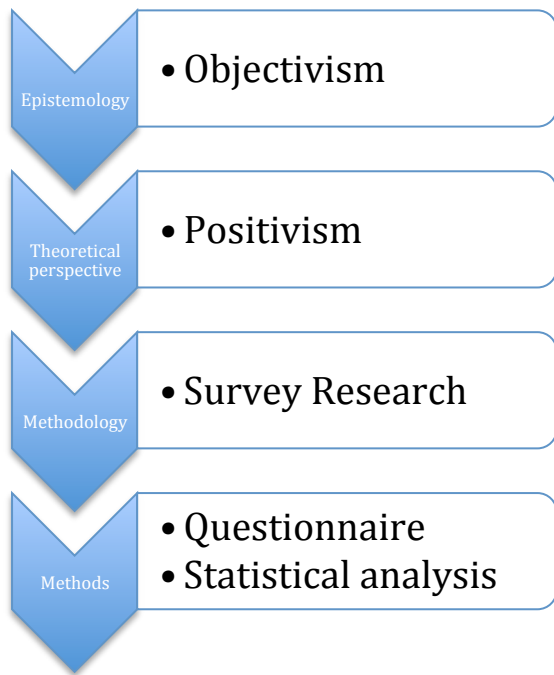 Epistemology
• Objectivism
Theoretical
perspective
• Positivism
Methodology
• Survey Research
Methods
• Questionnaire
• Statistical analysis